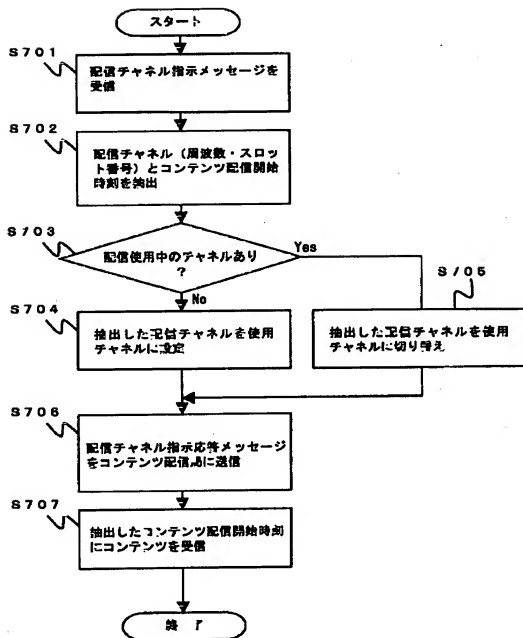 スタート
S701
配信チャネル指示メッセージを
受信
S702
配信チャネル（周波数・スロッ
ト番号）とコンテンツ配信開始
時刻を抽出
S703
配信使用中のチャネルあり
？
Yes
No
S704
抽出した配信チャネルを使用
チャネルに設定
S705
抽出した配信チャネルを使用
チャネルに切り替え
S706
配信チャネル指示応答メッセージ
をコンテンツ配信局に送信
S707
抽出したコンテンツ配信開始時刻
にコンテンツを受信
終了